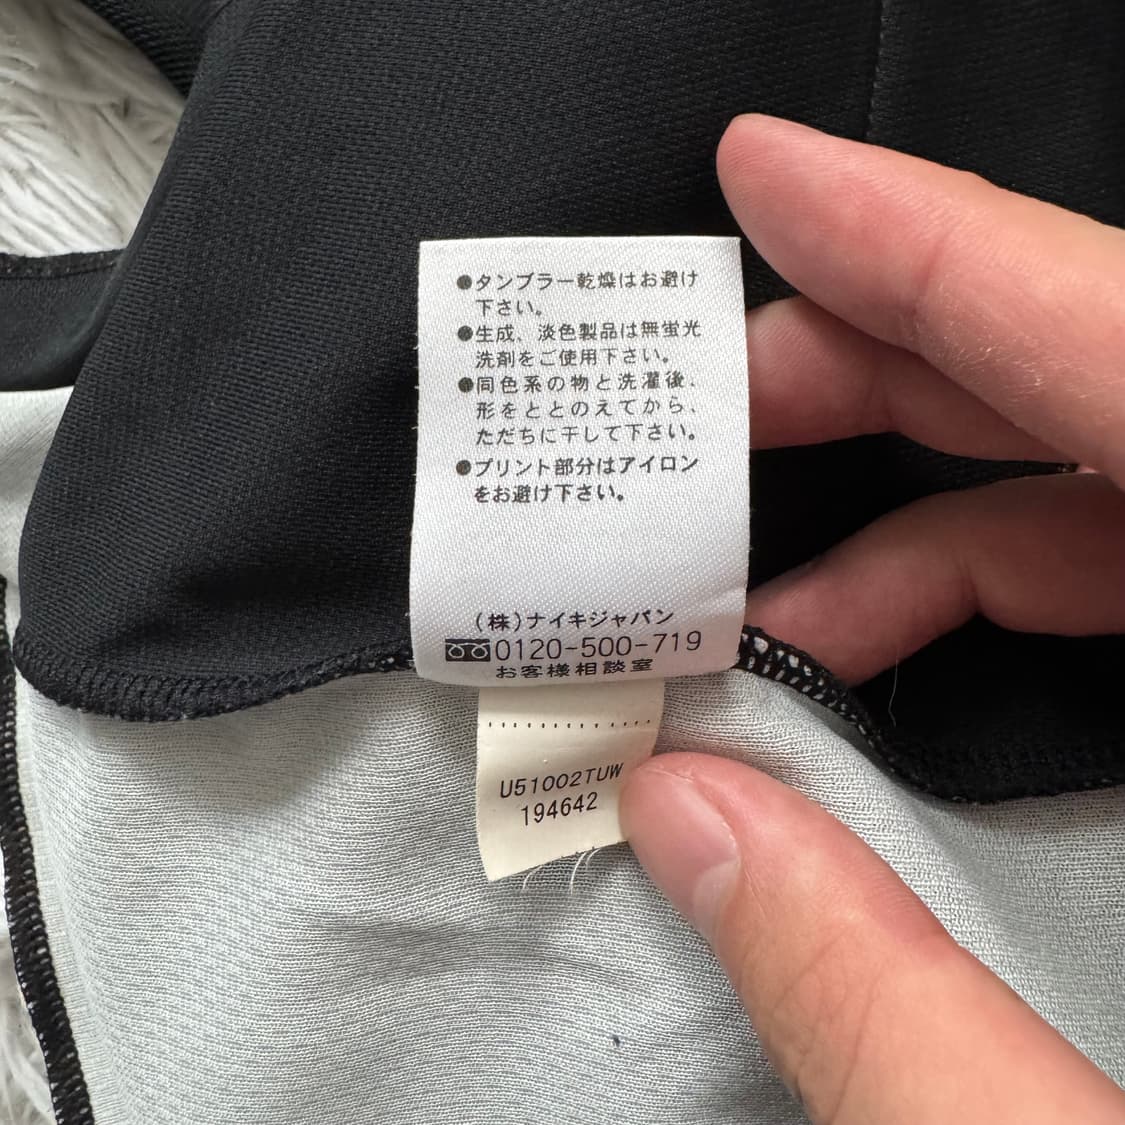 ●タンブラー乾燥はお避け
下さい。
●生成、淡色製品は無蛍光
洗剤をご使用下さい。
●同色系の物と洗濯後、
形をととのえてから、
ただちに干して下さい。
●プリント部分はアイロン
をお避け下さい。
(株)ナイキジャパン
0120-500-719
お客様相談室
U51002TUW
194642